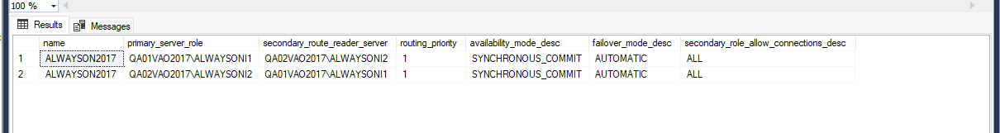 100 %
Results Messages
name primary_server_role secondary_route_reader_server routing_priority availability_mode_desc failover_mode_desc secondary_role_allow_connections_desc
1 ALWAYSON2017 QA01VAO2017\ALWAYSONI1 QA02VAO2017\ALWAYSONI2 1 SYNCHRONOUS_COMMIT AUTOMATIC ALL
2 ALWAYSON2017 QA02VAO2017\ALWAYSONI2 QA01VAO2017\ALWAYSONI1 1 SYNCHRONOUS_COMMIT AUTOMATIC ALL